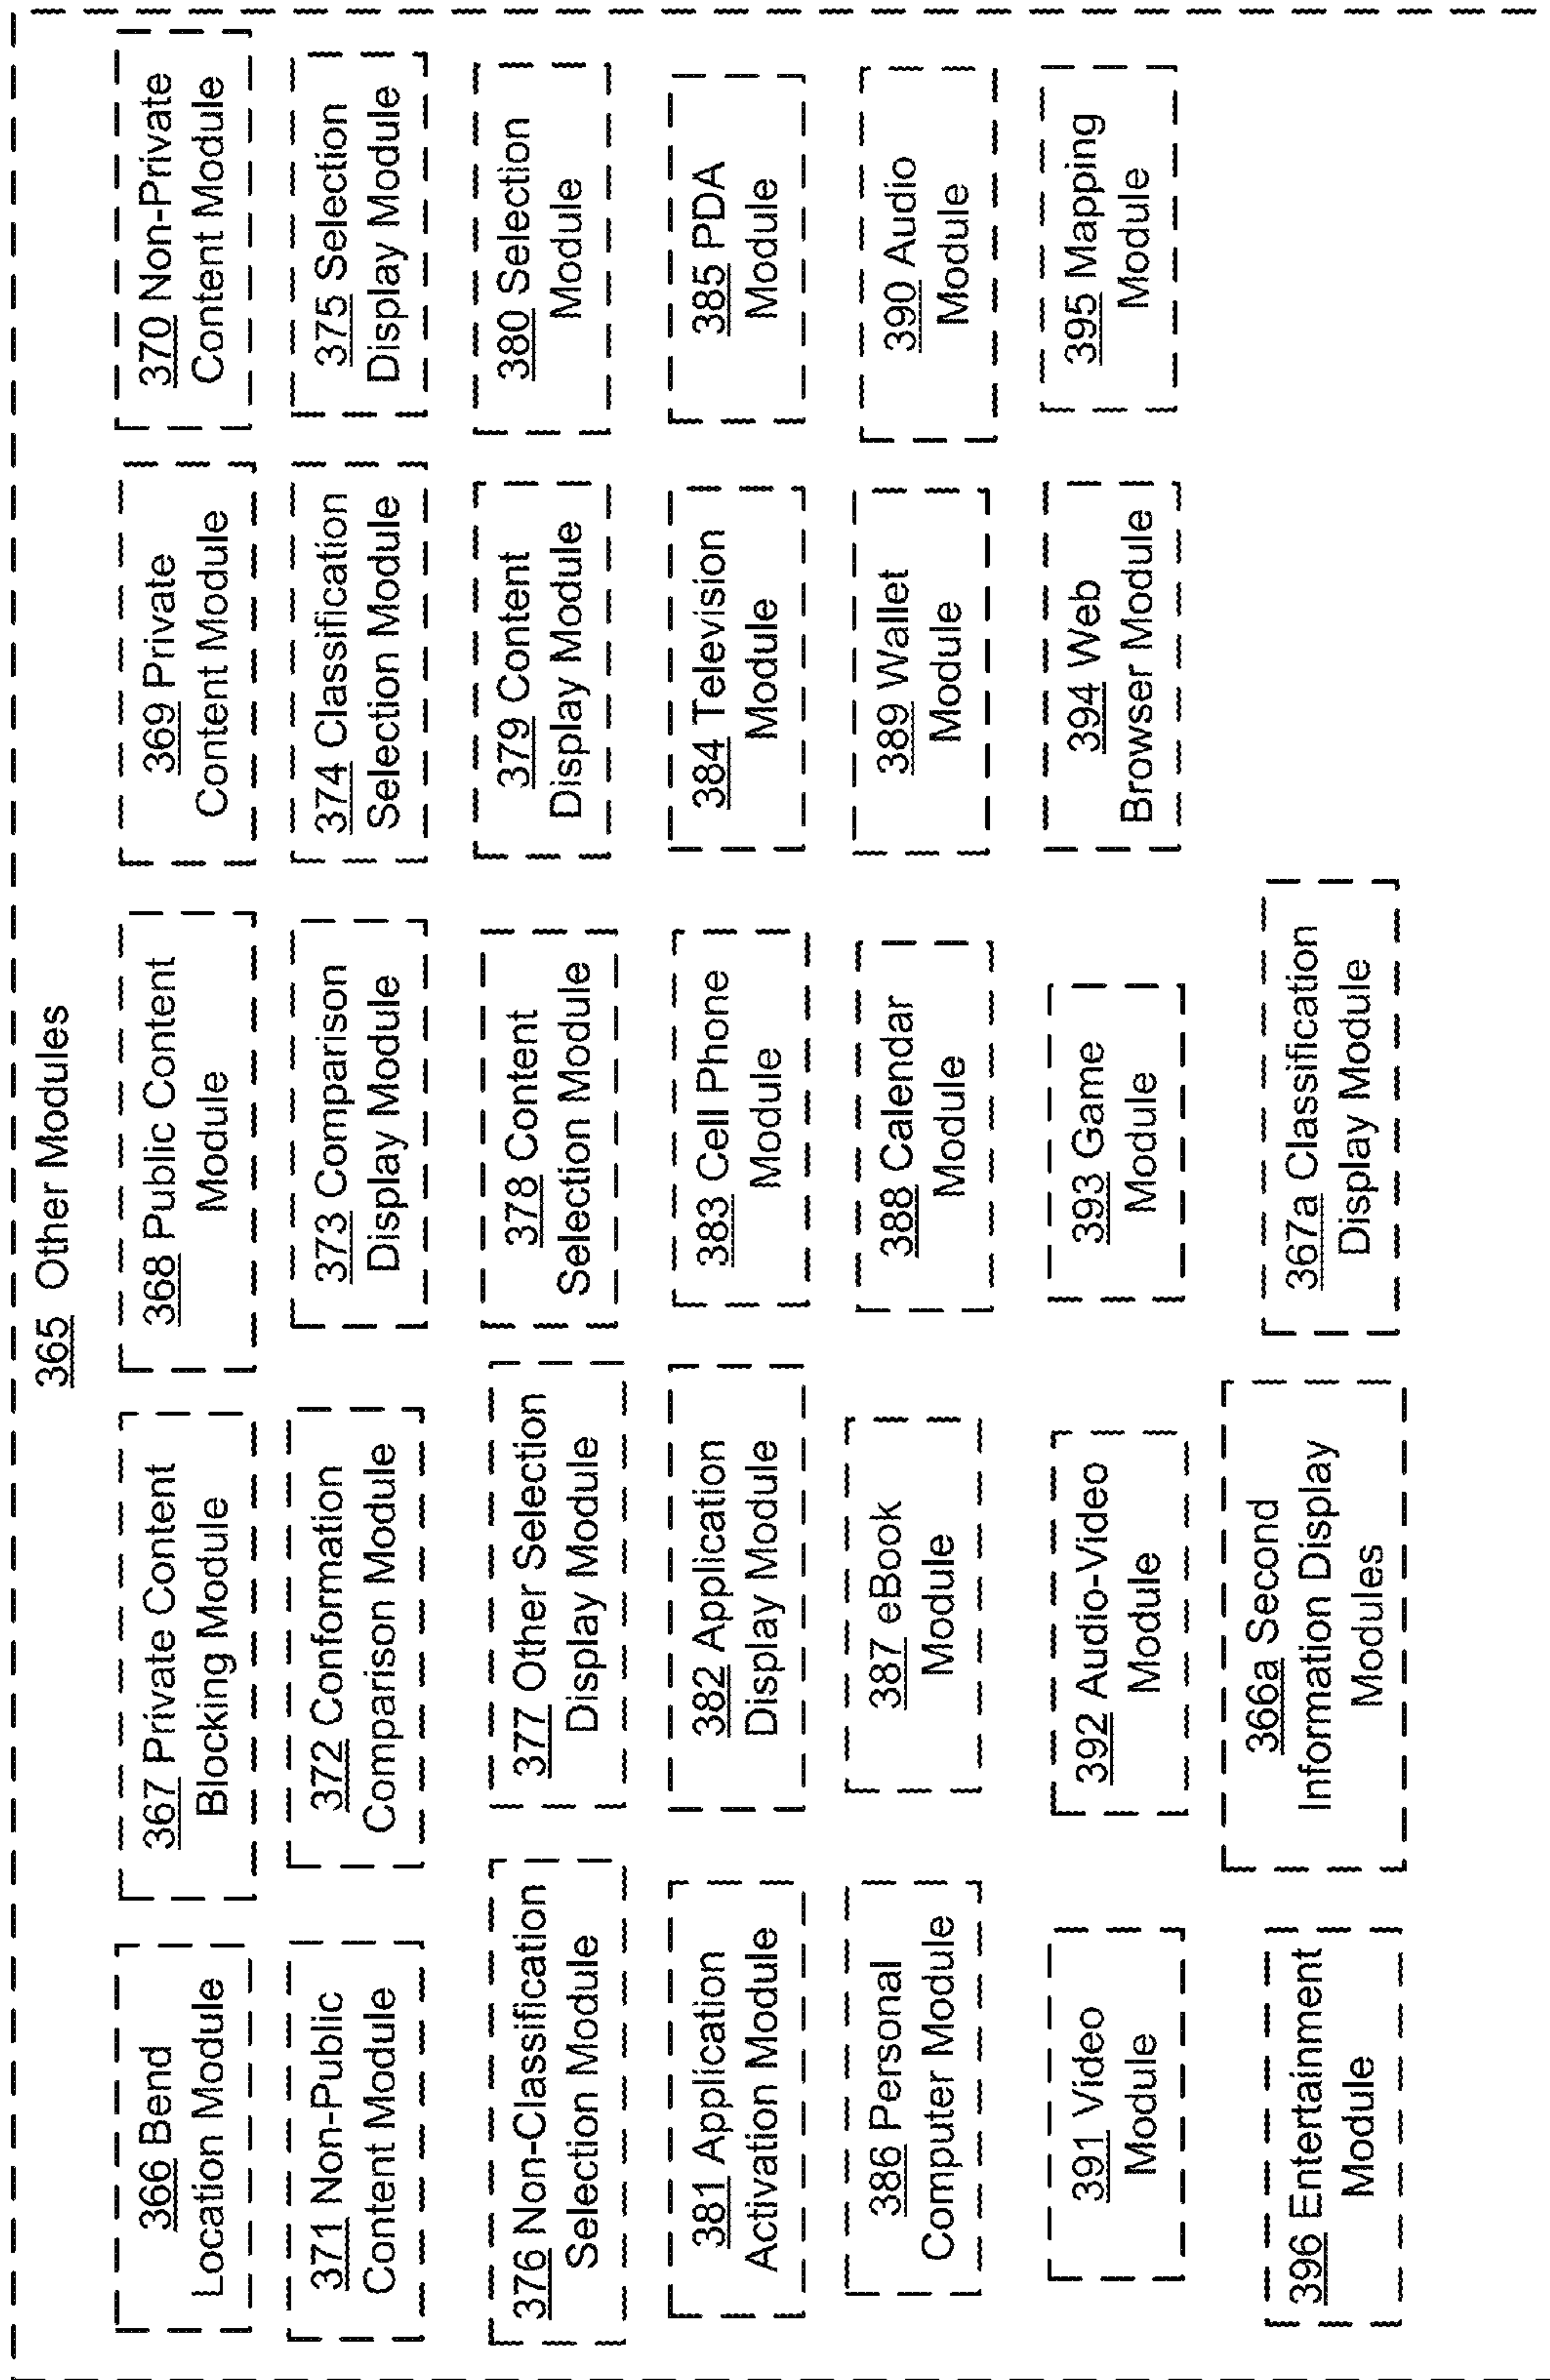 365 Other Modules
366 Bend
Location Module
367 Private Content
Blocking Module
368 Public Content
Module
369 Private
Content Module
370 Non-Private
Content Module
371 Non-Public
Content Module
372 Conformation
Comparison Module
373 Comparison
Display Module
374 Classification
Selection Module
375 Selection
Display Module
376 Non-Classification
Selection Module
377 Other Selection
Display Module
378 Content
Selection Module
379 Content
Display Module
380 Selection
Module
381 Application
Activation Module
382 Application
Display Module
383 Cell Phone
Module
384 Television
Module
385 PDA
Module
386 Personal
Computer Module
387 eBook
Module
388 Calendar
Module
389 Wallet
Module
390 Audio
Module
391 Video
Module
392 Audio-Video
Module
393 Game
Module
394 Web
Browser Module
395 Mapping
Module
396 Entertainment
Module
366a Second
Information Display
Modules
367a Classification
Display Module